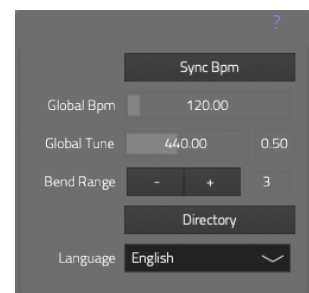 ?
Sync Bpm
Global Bpm 120.00
Global Tune 440.00 0.50
Bend Range - + 3
Directory
Language English